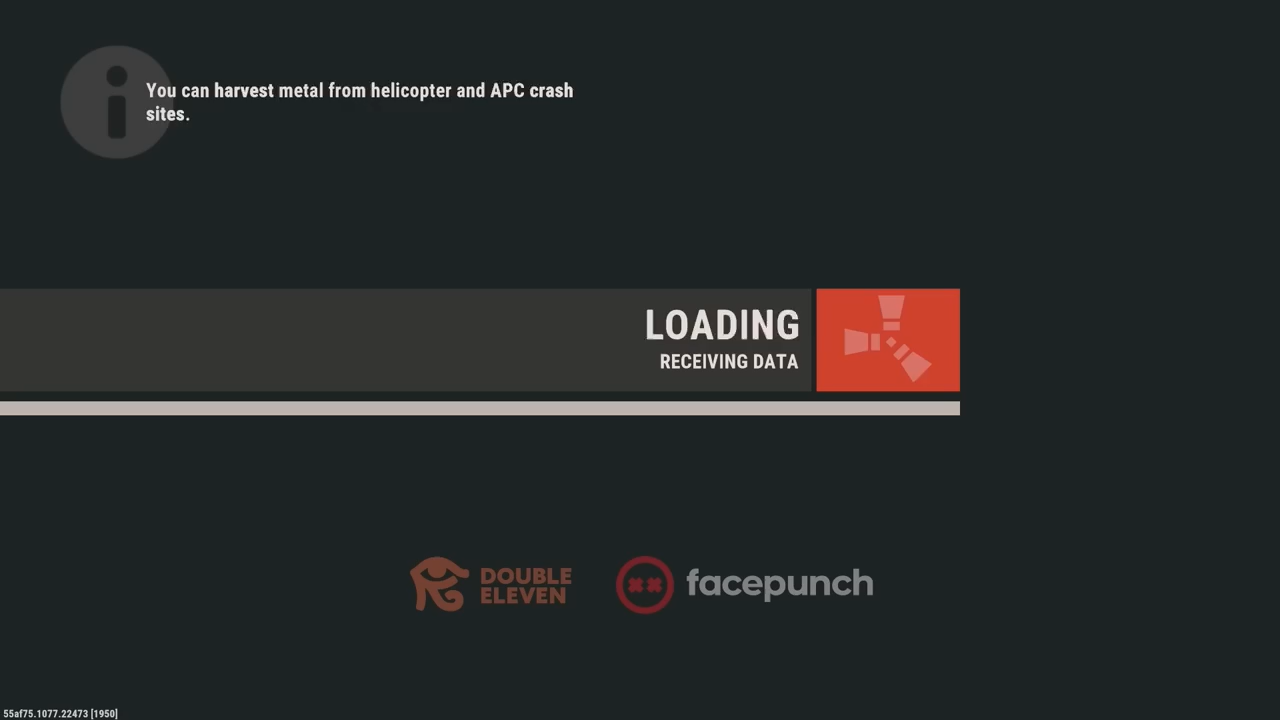 You can harvest metal from helicopter and APC crash
sites.
LOADING
RECEIVING DATA
DOUBLE
ELEVEN
facepunch
55af75.1077.22473 [1950]